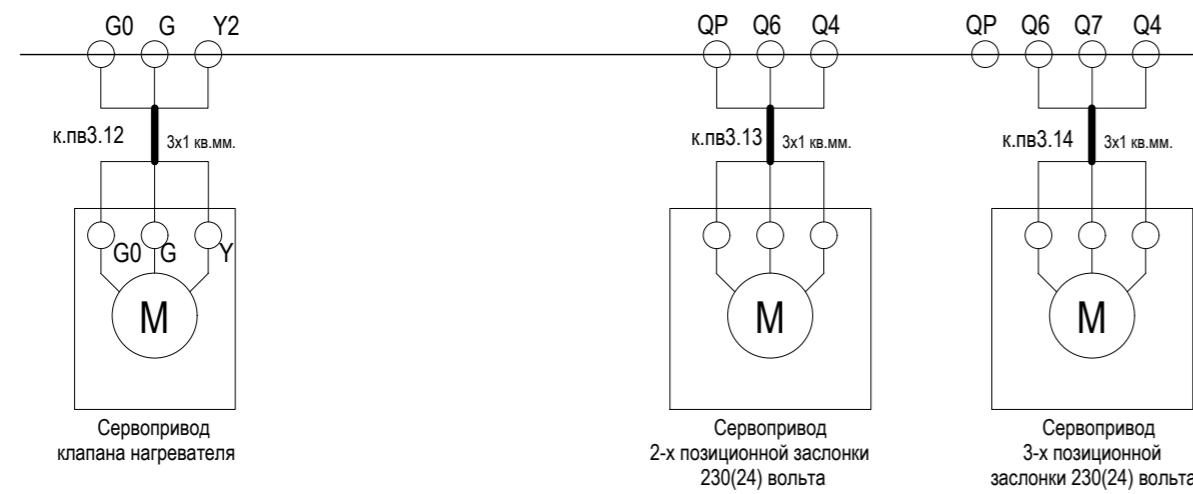 G0 G Y2 QP Q6 Q4 QP Q6 Q7 Q4
к.пв3.12 3х1 кв.мм. к.пв3.13 3х1 кв.мм. к.пв3.14 3х1 кв.мм.
G0 G Y
M M M
Сервопривод
клапана нагревателя
Сервопривод
2-х позиционной заслонки
230(24) вольта
Сервопривод
3-х позиционной
заслонки 230(24) вольта